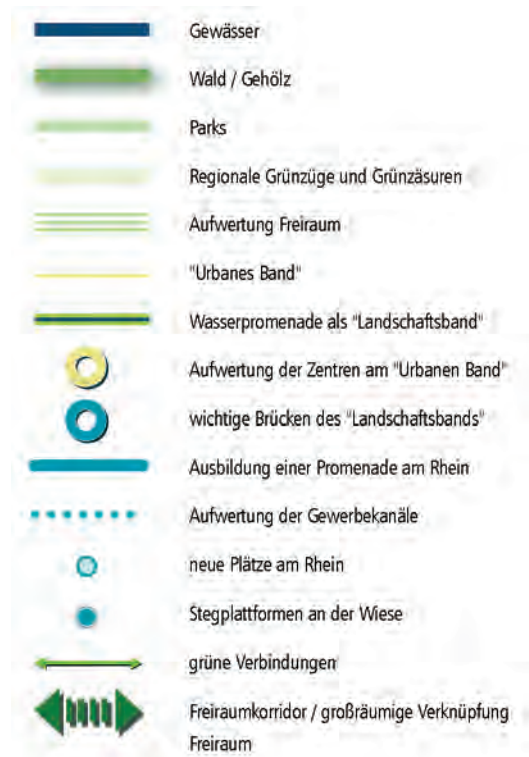 Gewässer
Wald / Gehölz
Parks
Regionale Grünzüge und Grünzäsuren
Aufwertung Freiraum
"Urbanes Band"
Wasserpromenade als "Landschaftsband"
Aufwertung der Zentren am "Urbanen Band"
wichtige Brücken des "Landschaftsbands"
Ausbildung einer Promenade am Rhein
Aufwertung der Gewerbekanäle
neue Plätze am Rhein
Stegplattformen an der Wiese
grüne Verbindungen
Freiraumkorridor / großräumige Verknüpfung
Freiraum